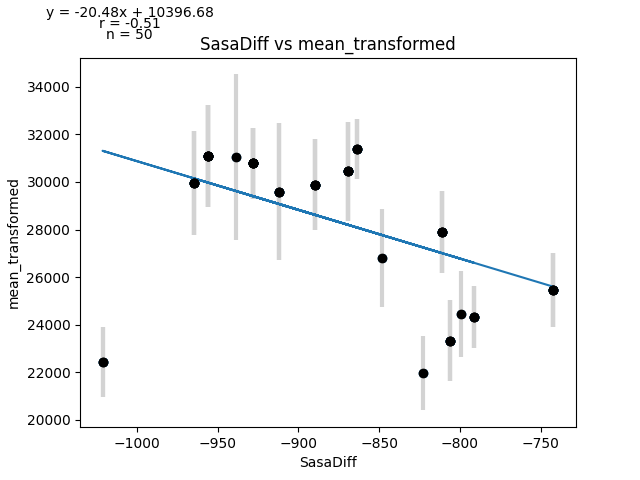 y = -20.48x + 10396.68
r = -0.51
n = 50
SasaDiff vs mean_transformed
mean_transformed
34000
32000
30000
28000
26000
24000
22000
20000
−1000
−950
−900
−850
−800
−750
SasaDiff